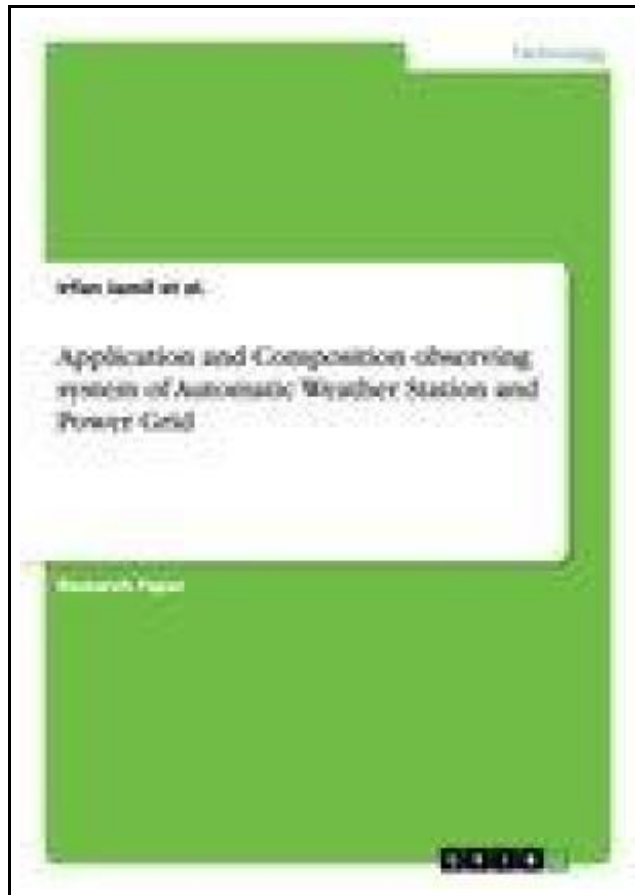 Technology
Irfan Jamil et al.
Application and Composition observing
system of Automatic Weather Station and
Power Grid
Research Paper